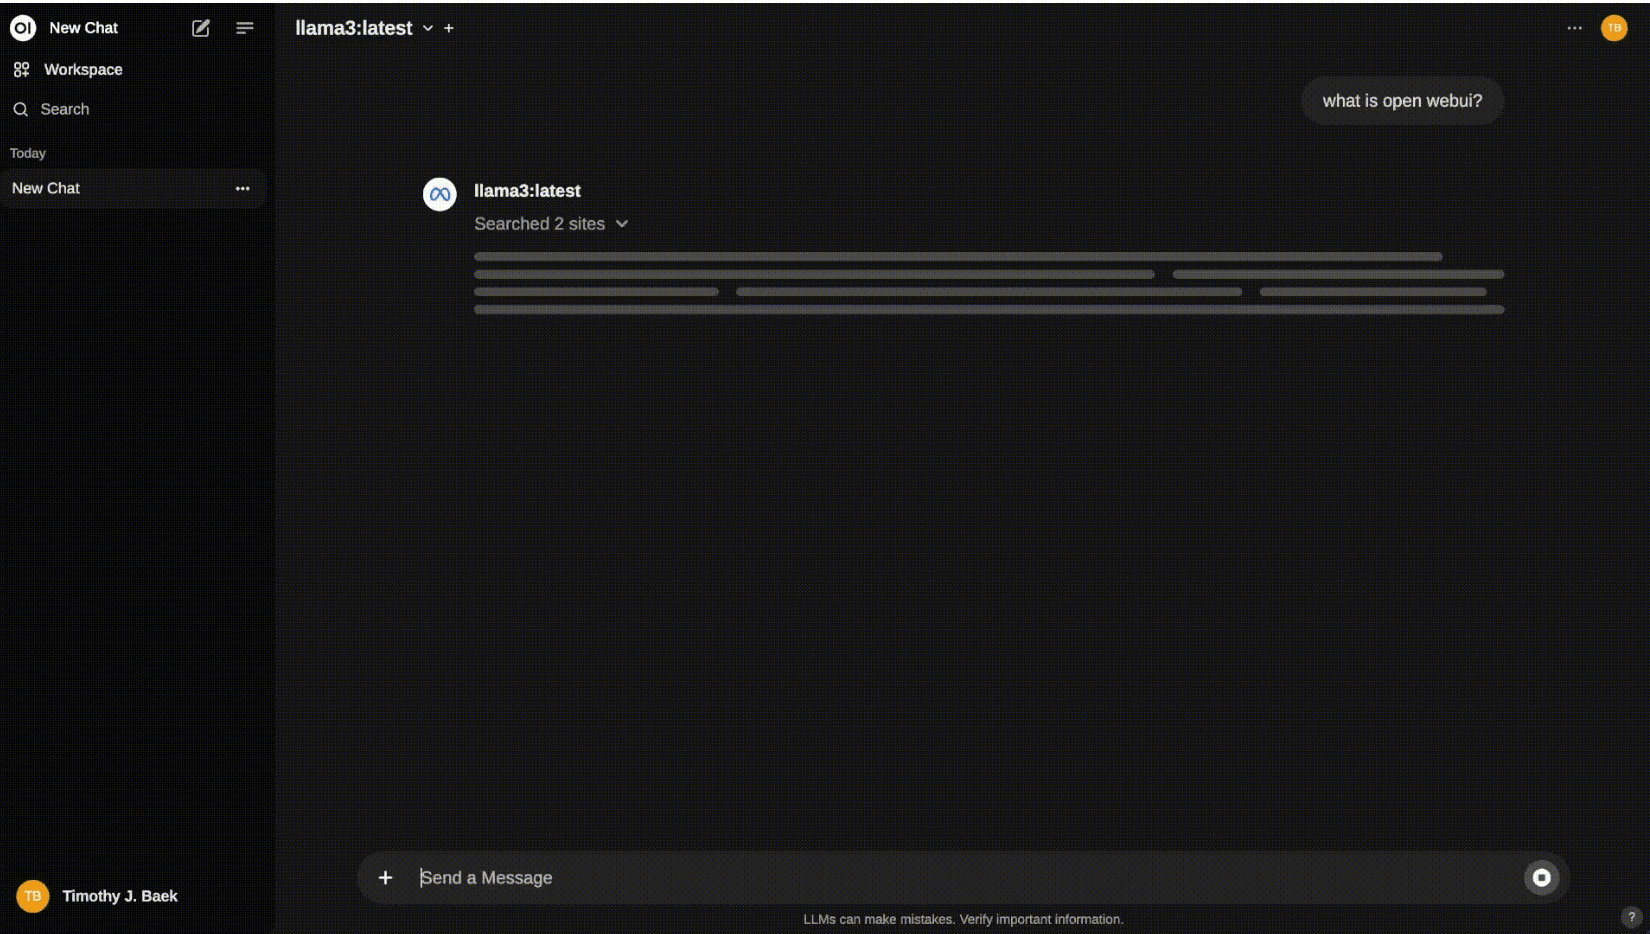 OI New Chat
Workspace
Search
Today
New Chat
TB Timothy J. Baek
llama3:latest
TB
what is open webui?
llama3:latest
Searched 2 sites
Send a Message
LLMs can make mistakes. Verify important information.
?